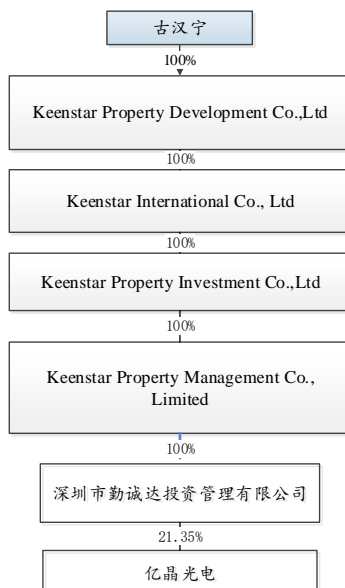 古汉宁
100%
Keenstar Property Development Co.,Ltd
100%
Keenstar International Co., Ltd
100%
Keenstar Property Investment Co.,Ltd
100%
Keenstar Property Management Co.,
Limited
100%
深圳市勤诚达投资管理有限公司
21.35%
亿晶光电